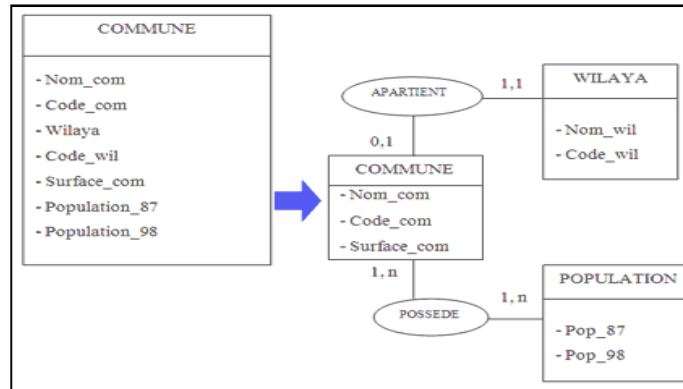 COMMUNE
- Nom_com
- Code_com
- Wilaya
- Code_wil
- Surface_com
- Population_87
- Population_98
APARTIENT
1,1
WILAYA
- Nom_wil
- Code_wil
0,1
COMMUNE
- Nom_com
- Code_com
- Surface_com
1,n
POSSEDE
1,n
POPULATION
- Pop_87
- Pop_98